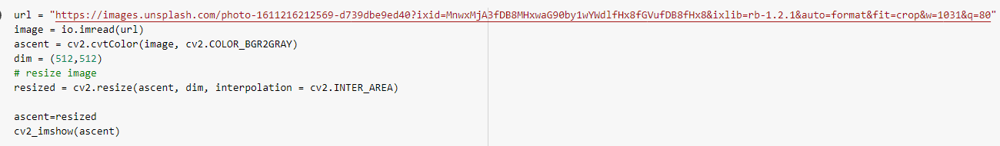 url = "https://images.unsplash.com/photo-1611216212569-d739dbe9ed40?ixid=MnwxMjA3fDB8MHxwaG90by1wYWdlfHx8fGVufDB8fHx8&ixlib=rb-1.2.1&auto=format&fit=crop&w=1031&q=80"
image = io.imread(url)
ascent = cv2.cvtColor(image, cv2.COLOR_BGR2GRAY)
dim = (512,512)
# resize image
resized = cv2.resize(ascent, dim, interpolation = cv2.INTER_AREA)
ascent=resized
cv2_imshow(ascent)